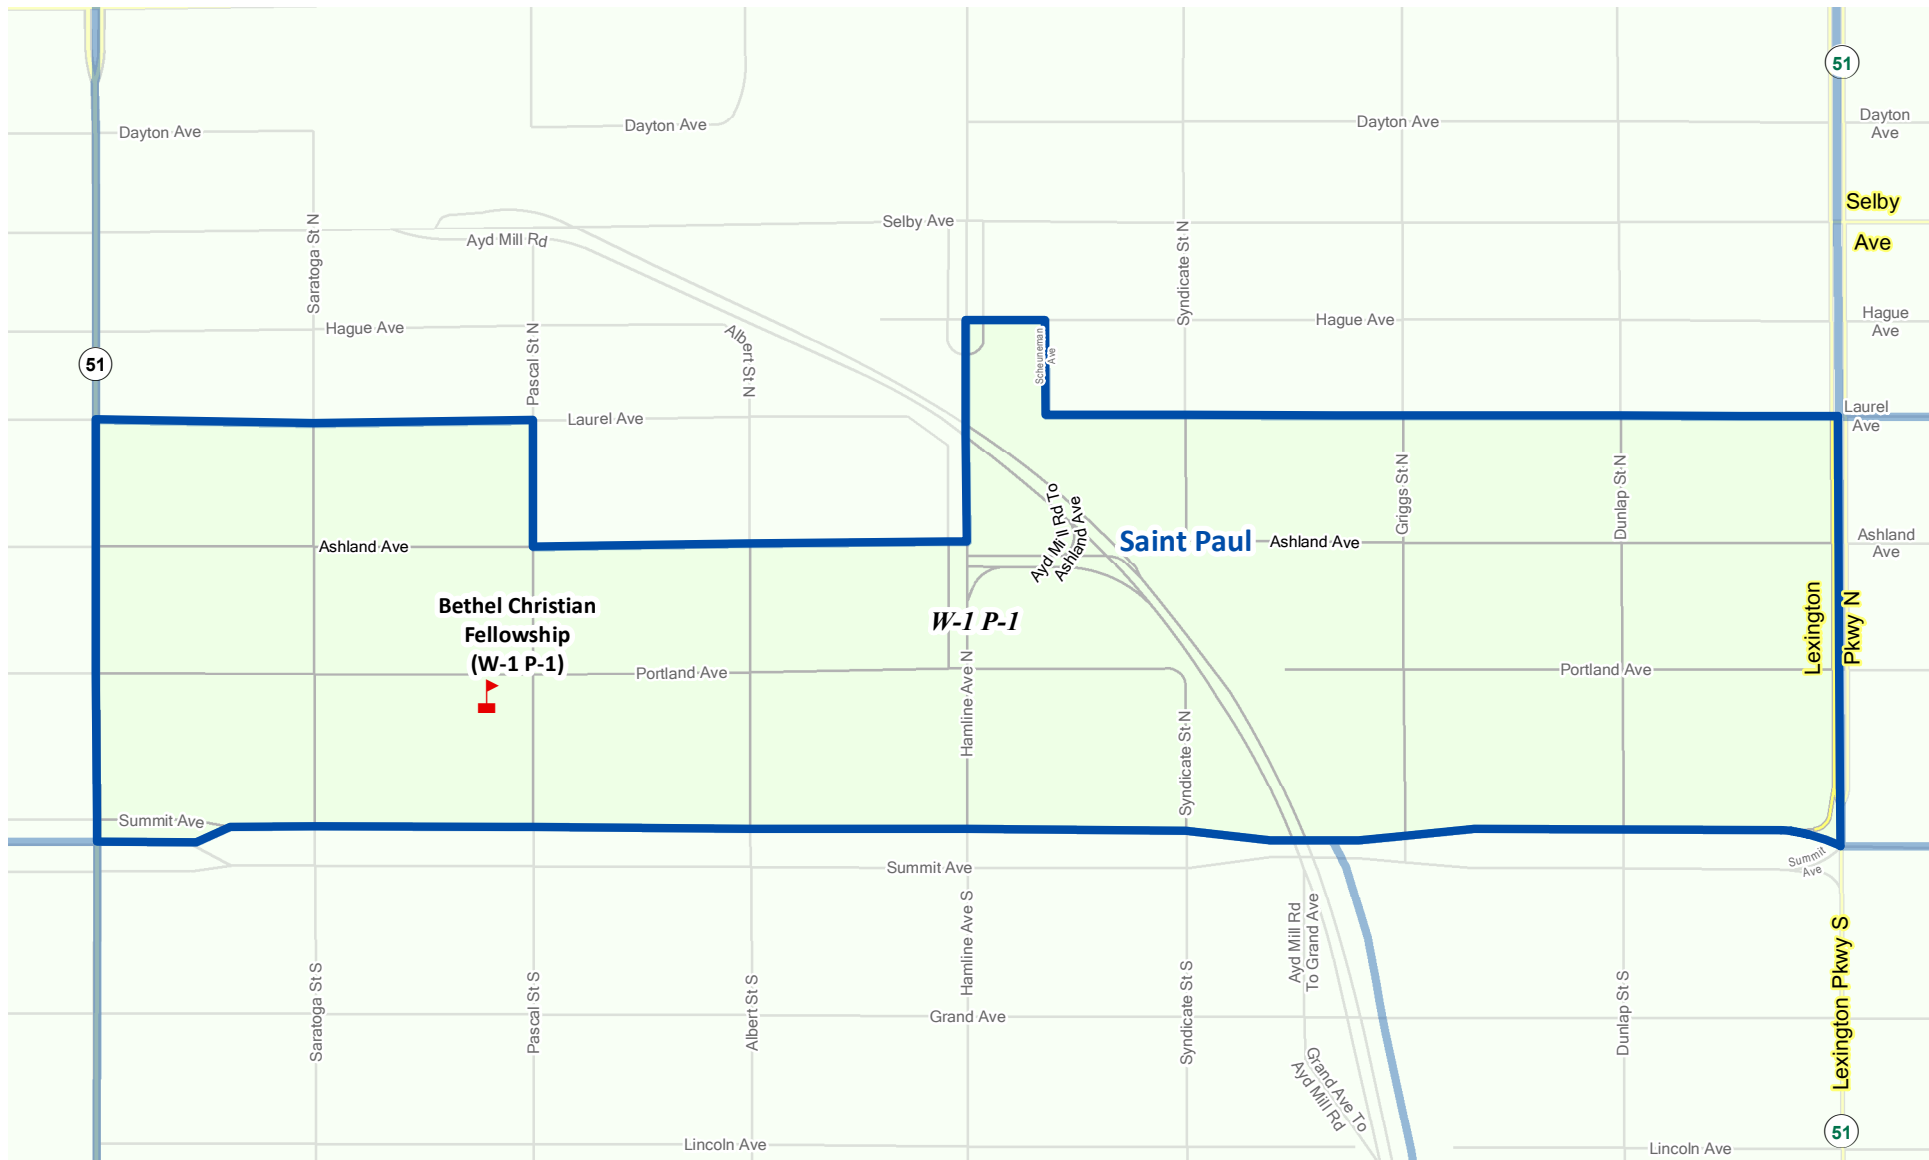 51
Dayton Ave
Dayton Ave
Dayton Ave
Dayton
Ave
Selby
Ave
Saratoga St N
Selby Ave
Syndicate St N
Ayd Mill Rd
Hague Ave
Pascal St N
Albert St N
Hague Ave
Hague
Ave
Scheuneman
Ave
51
Laurel Ave
Laurel
Ave
Griggs St N
Dunlap St N
Ayd Mill Rd To
Ashland Ave
Ashland Ave
Saint Paul
Ashland Ave
Ashland
Ave
Bethel Christian
Fellowship
(W-1 P-1)
W-1 P-1
Lexington
Pkwy N
Portland Ave
Hamline Ave N
Portland Ave
Syndicate St N
Summit Ave
Summit Ave
Summit
Ave
Hamline Ave S
Ayd Mill Rd
To Grand Ave
Lexington Pkwy S
Saratoga St S
Pascal St S
Albert St S
Grand Ave
Syndicate St S
Dunlap St S
Grand Ave To
Ayd Mill Rd
51
Lincoln Ave
Lincoln Ave